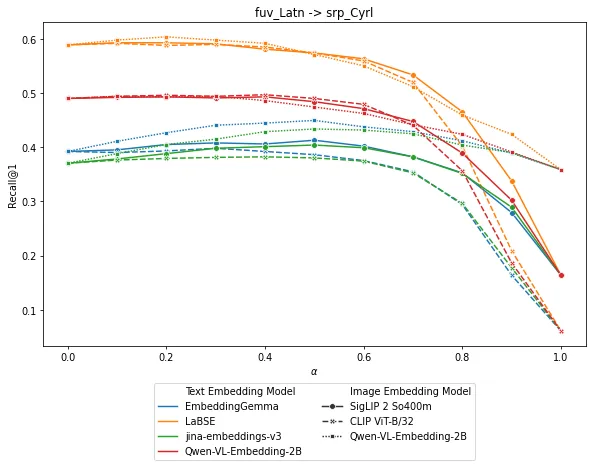 fuv_Latn -> srp_Cyrl
Recall@1
0.6
0.5
0.4
0.3
0.2
0.1
0.0 0.2 0.4 0.6 0.8 1.0
α
Text Embedding Model
EmbeddingGemma
LaBSE
jina-embeddings-v3
Qwen-VL-Embedding-2B
Image Embedding Model
SigLIP 2 So400m
CLIP ViT-B/32
Qwen-VL-Embedding-2B